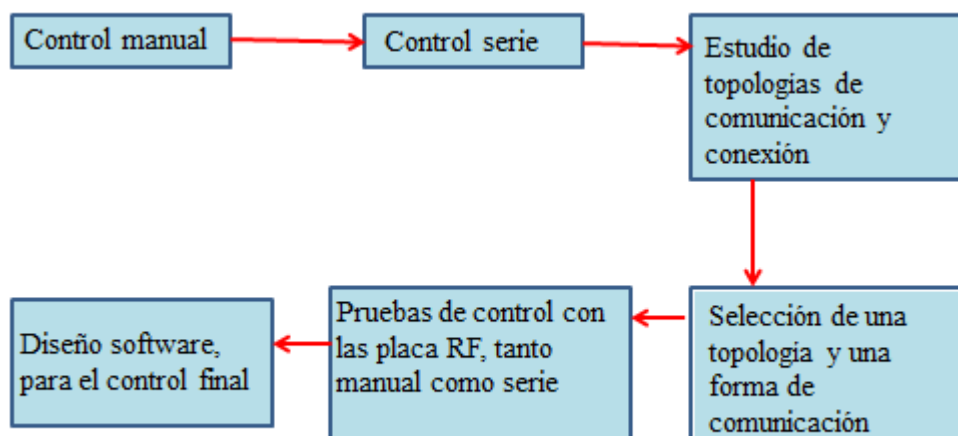 Control manual
Control serie
Estudio de
topologías de
comunicación y
conexión
Selección de una
topología y una
forma de
comunicación
Pruebas de control con
las placa RF, tanto
manual como serie
Diseño software,
para el control final